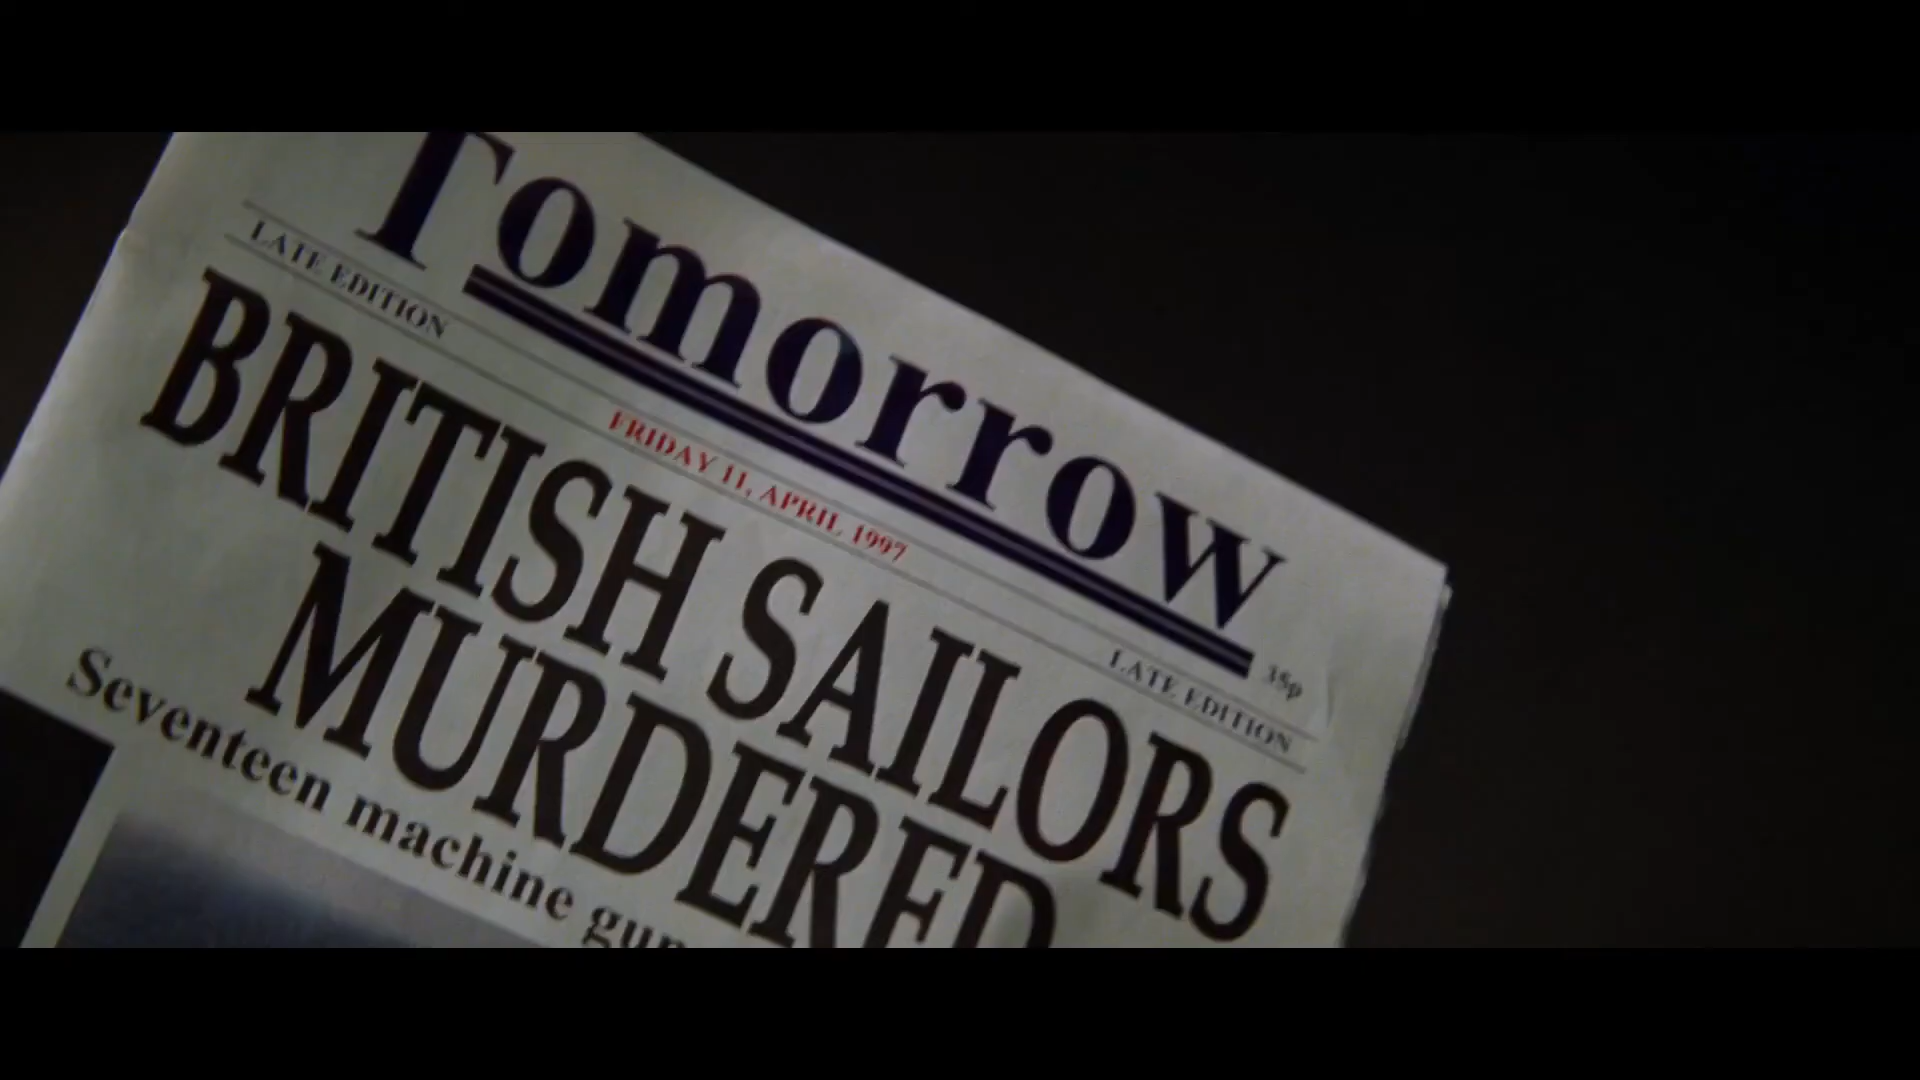 Tomorrow
35p
LATE EDITION
FRIDAY 11, APRIL 1997
LATE EDITION
BRITISH SAILORS
MURDERED
Seventeen machine